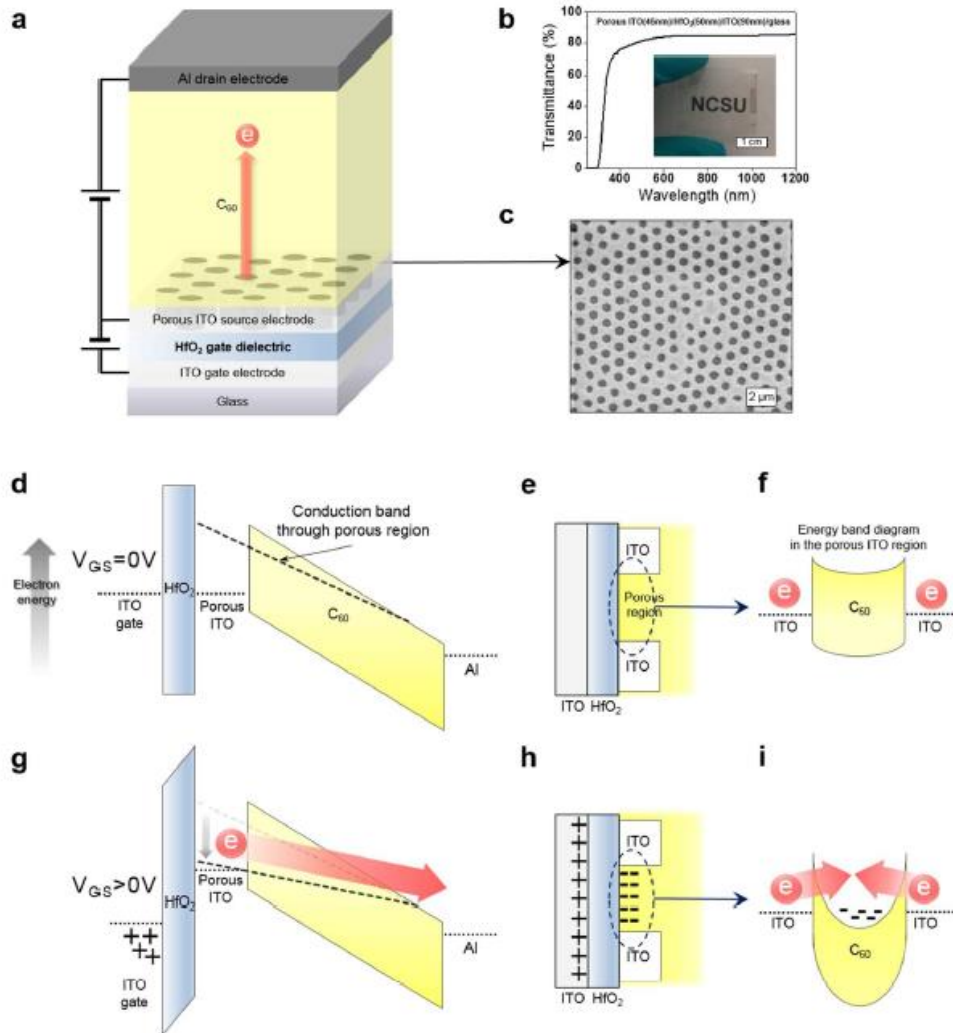 a
Al drain electrode
e
C60
Porous ITO source electrode
HfO2 gate dielectric
ITO gate electrode
Glass
b
Porous ITO(45nm)/HfO2(50nm)/ITO(90nm)/glass
Transmittance (%)
100
80
60
40
20
0
NCSU
1 cm
400 600 800 1000 1200
Wavelength (nm)
c
2 µm
d
Conduction band
through porous region
VGS=0V
Electron
energy
HfO2
ITO
gate
Porous
ITO
C60
Al
e
ITO
Porous
region
ITO
ITO HfO2
f
Energy band diagram
in the porous ITO region
e
e
C60
ITO
ITO
g
e
VGS>0V
HfO2
Porous
ITO
++
+++
ITO
gate
C60
Al
h
ITO
ITO
ITO HfO2
i
e
e
ITO
ITO
C60